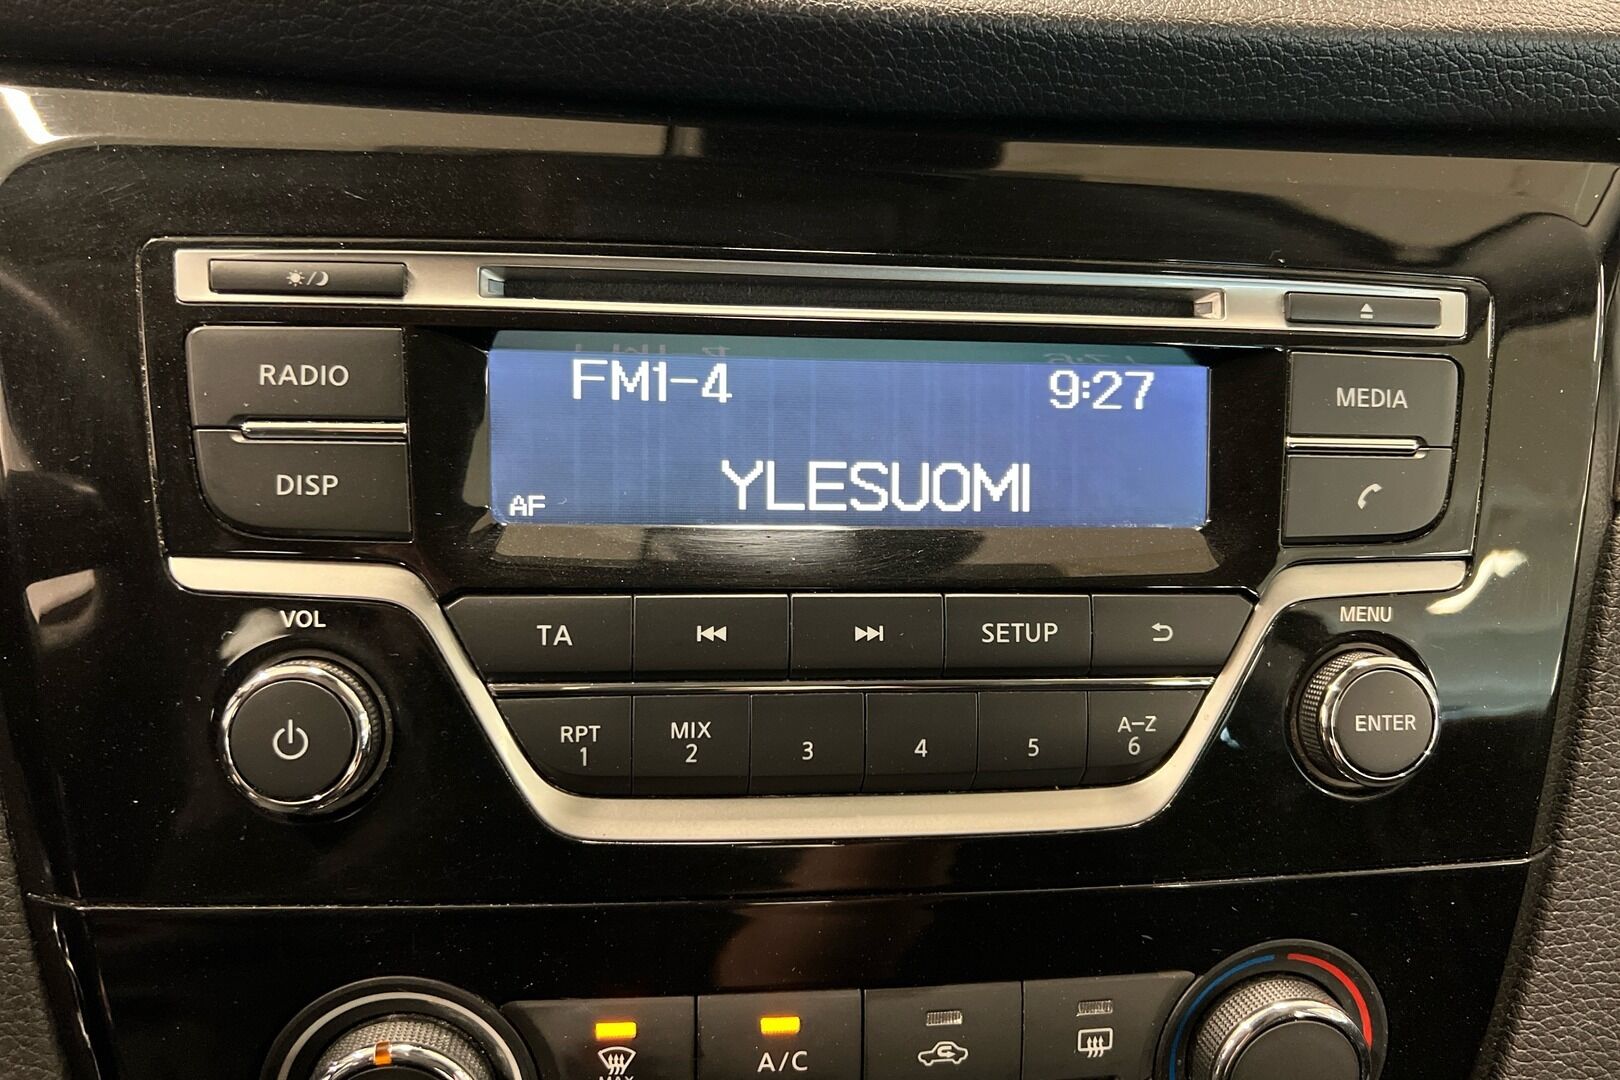 RADIO
DISP
FM1-4
9:27
AF
YLESUOMI
MEDIA
VOL
TA
SETUP
MENU
RPT
1
MIX
2
3
4
5
A-Z
6
ENTER
MAX
A/C